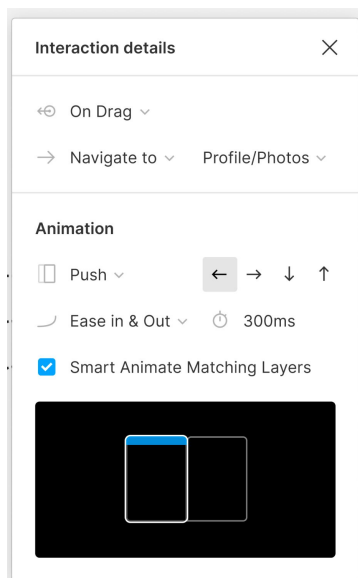 Interaction details
On Drag
Navigate to Profile/Photos
Animation
Push
Ease in & Out 300ms
Smart Animate Matching Layers